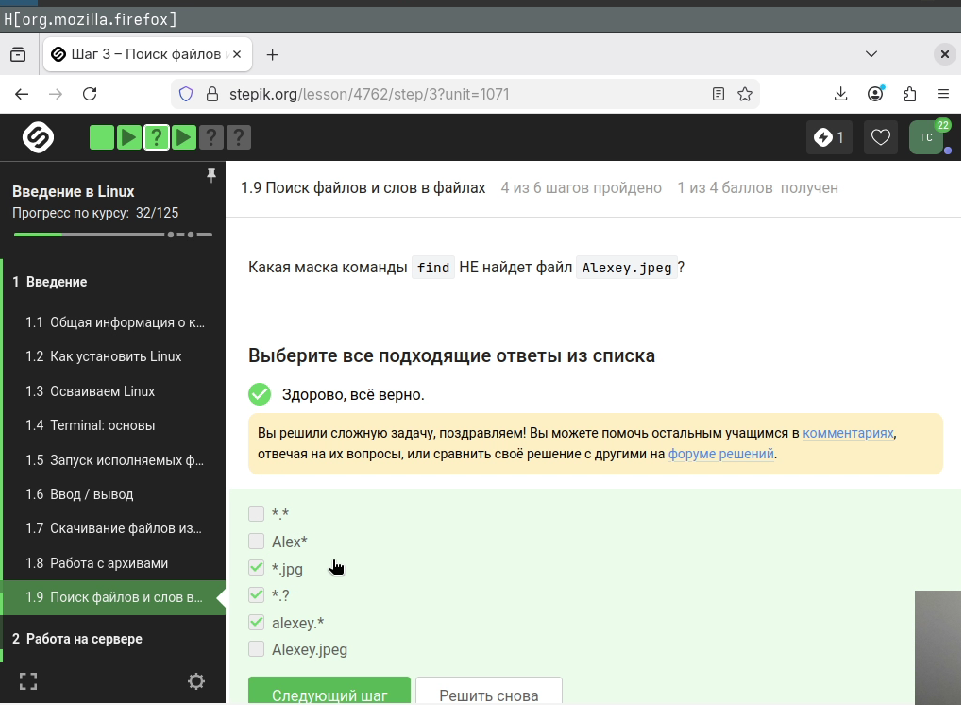 H[org.mozilla.firefox]
Шаг 3 – Поиск файлов
stepik.org/lesson/4762/step/3?unit=1071
? ? ?
1
TC
22
Введение в Linux
Прогресс по курсу: 32/125
1.9 Поиск файлов и слов в файлах 4 из 6 шагов пройдено 1 из 4 баллов получен
1 Введение
1.1 Общая информация о к...
1.2 Как установить Linux
1.3 Осваиваем Linux
1.4 Terminal: основы
1.5 Запуск исполняемых ф...
1.6 Ввод / вывод
1.7 Скачивание файлов из...
1.8 Работа с архивами
1.9 Поиск файлов и слов в...
2 Работа на сервере
Какая маска команды find НЕ найдет файл Alexey.jpeg?
Выберите все подходящие ответы из списка
Здорово, всё верно.
Вы решили сложную задачу, поздравляем! Вы можете помочь остальным учащимся в комментариях,
отвечая на их вопросы, или сравнить своё решение с другими на форуме решений.
*.*
Alex*
*.jpg
*.?
alexey.*
Alexey.jpeg
Следующий шаг
Решить снова